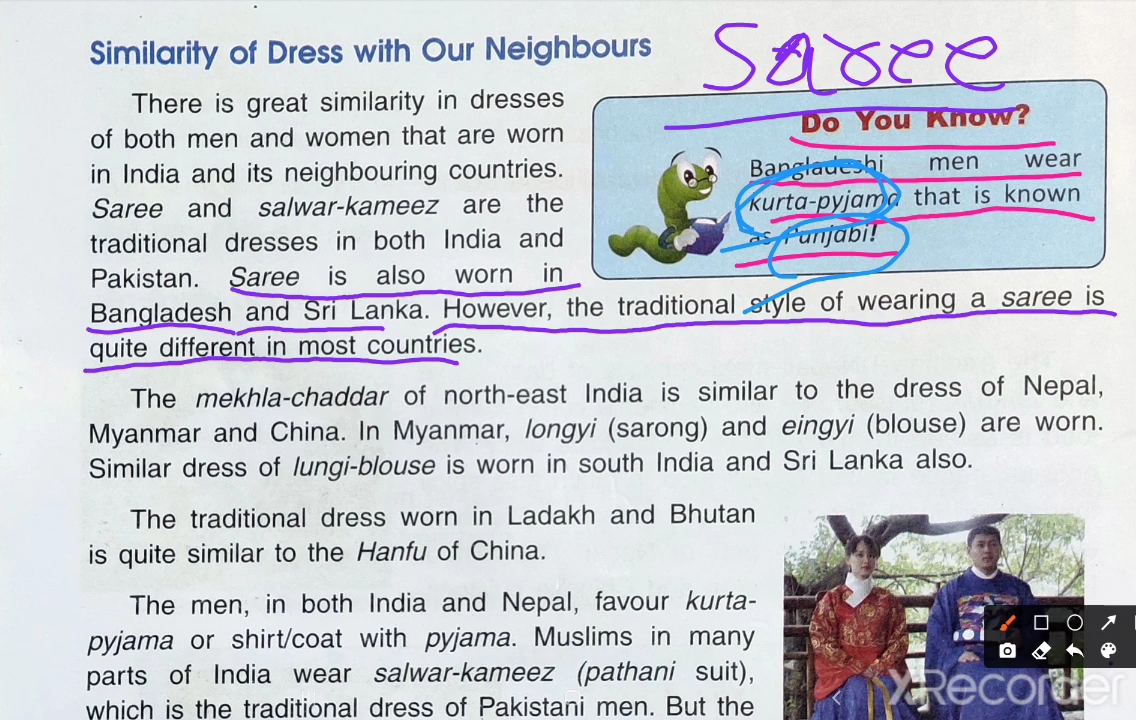 Similarity of Dress with Our Neighbours
Saree
There is great similarity in dresses
of both men and women that are worn
in India and its neighbouring countries.
Saree and salwar-kameez are the
traditional dresses in both India and
Pakistan. Saree is also worn in
Bangladesh and Sri Lanka. However, the traditional style of wearing a saree is
quite different in most countries.
Do You Know?
Bangladeshi men wear
kurta-pyjama that is known
as Punjabi!
The mekhla-chaddar of north-east India is similar to the dress of Nepal,
Myanmar and China. In Myanmar, longyi (sarong) and eingyi (blouse) are worn.
Similar dress of lungi-blouse is worn in south India and Sri Lanka also.
The traditional dress worn in Ladakh and Bhutan
is quite similar to the Hanfu of China.
The men, in both India and Nepal, favour kurta-
pyjama or shirt/coat with pyjama. Muslims in many
parts of India wear salwar-kameez (pathani suit),
which is the traditional dress of Pakistani men. But the
XRecorder